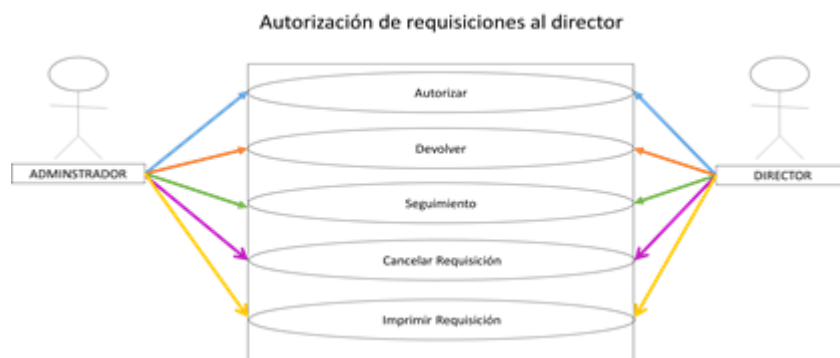 Autorización de requisiciones al director
Autorizar
Devolver
ADMINSTRADOR
DIRECTOR
Seguimiento
Cancelar Requisición
Imprimir Requisición